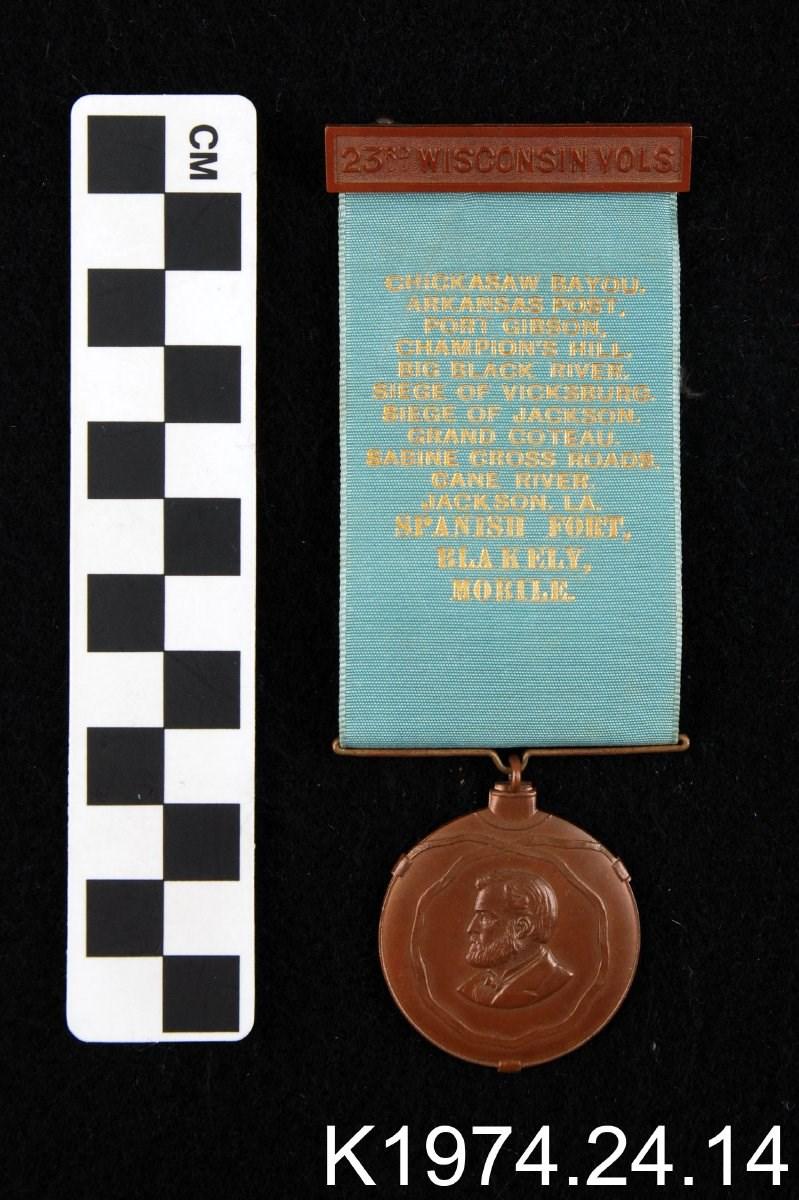 CM
23RD WISCONSIN VOLS.
CHICKASAW BAYOU.
ARKANSAS POST,
PORT GIBSON,
CHAMPION'S HILL,
BIG BLACK RIVER,
SIEGE OF VICKSBURG.
SIEGE OF JACKSON.
GRAND COTEAU.
SABINE CROSS ROADS.
CANE RIVER.
JACKSON. LA.
SPANISH FORT,
BLAKELY,
MOBILE.
K1974.24.14